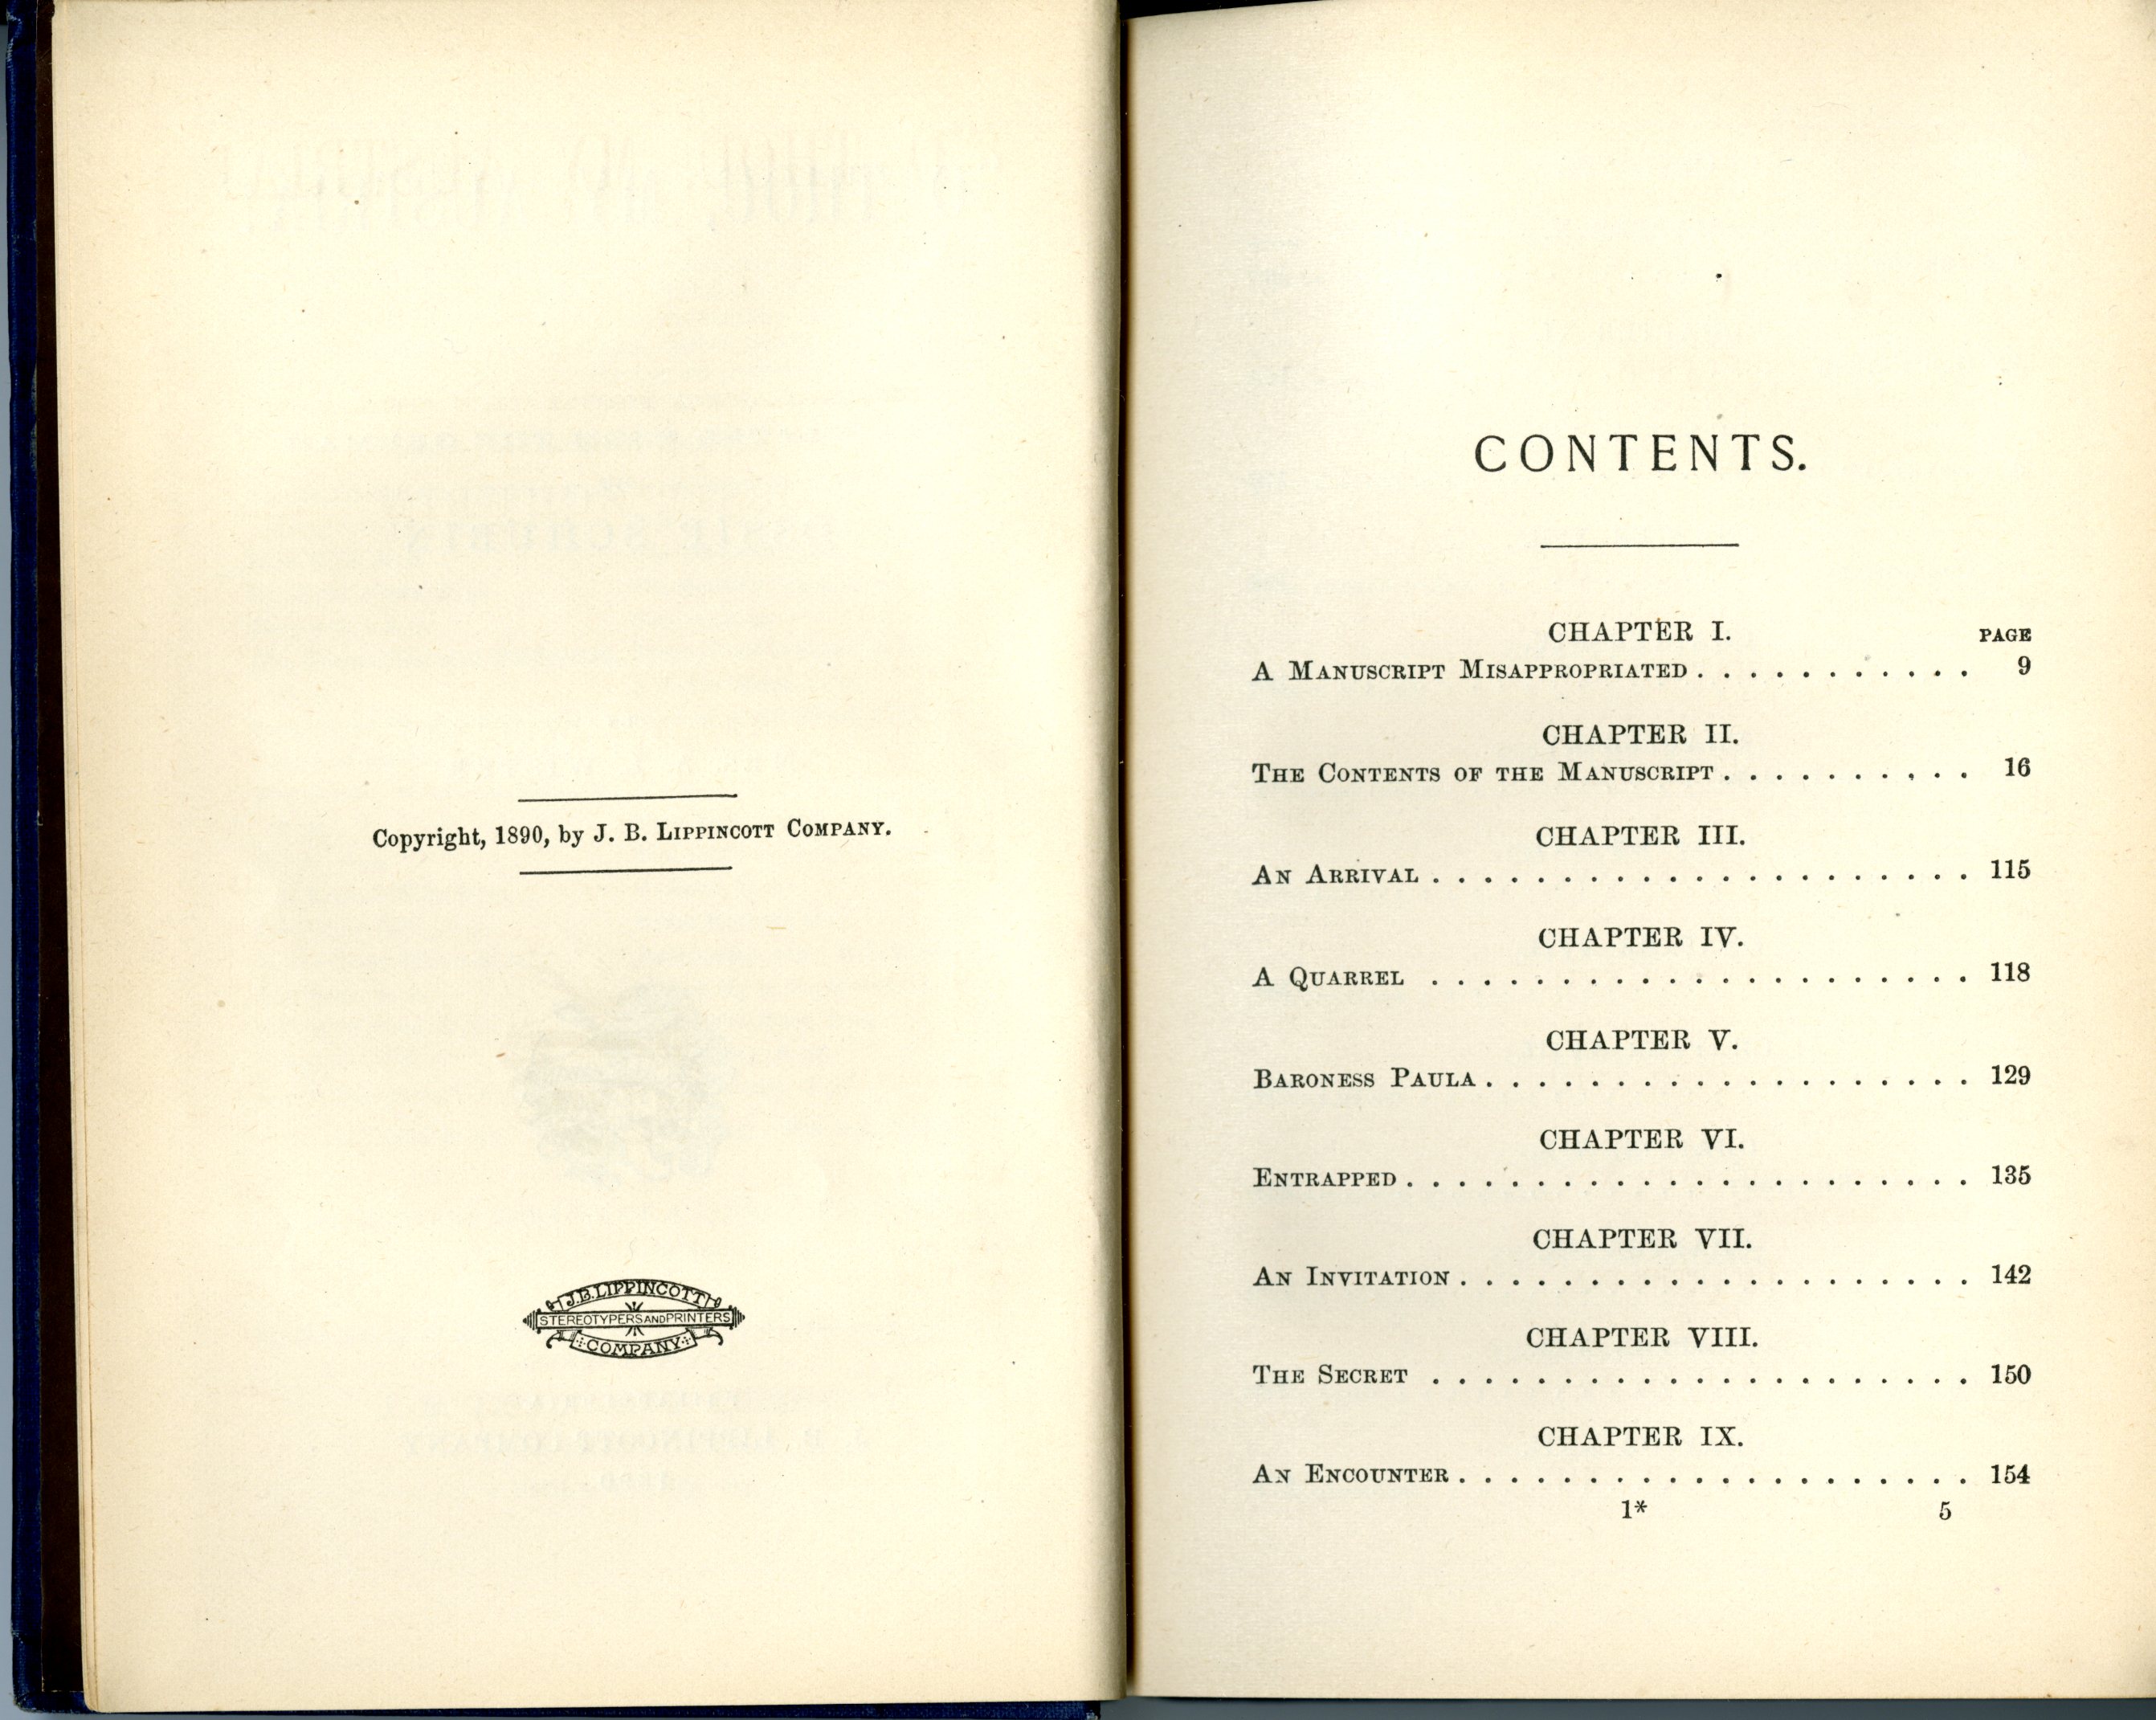 Copyright, 1890, by J. B. LIPPINCOTT COMPANY.
J.B. LIPPINCOTT
STEREOTYPERS AND PRINTERS
COMPANY
CONTENTS.
CHAPTER I.
PAGE
A MANUSCRIPT MISAPPROPRIATED . . . . . . . . . . . 9
CHAPTER II.
THE CONTENTS OF THE MANUSCRIPT . . . . . . . . . . 16
CHAPTER III.
AN ARRIVAL . . . . . . . . . . . . . . . . . . . . . 115
CHAPTER IV.
A QUARREL . . . . . . . . . . . . . . . . . . . . . 118
CHAPTER V.
BARONESS PAULA . . . . . . . . . . . . . . . . . . . 129
CHAPTER VI.
ENTRAPPED . . . . . . . . . . . . . . . . . . . . . . 135
CHAPTER VII.
AN INVITATION . . . . . . . . . . . . . . . . . . . . 142
CHAPTER VIII.
THE SECRET . . . . . . . . . . . . . . . . . . . . . 150
CHAPTER IX.
AN ENCOUNTER . . . . . . . . . . . . . . . . . . . . 154
1* 5